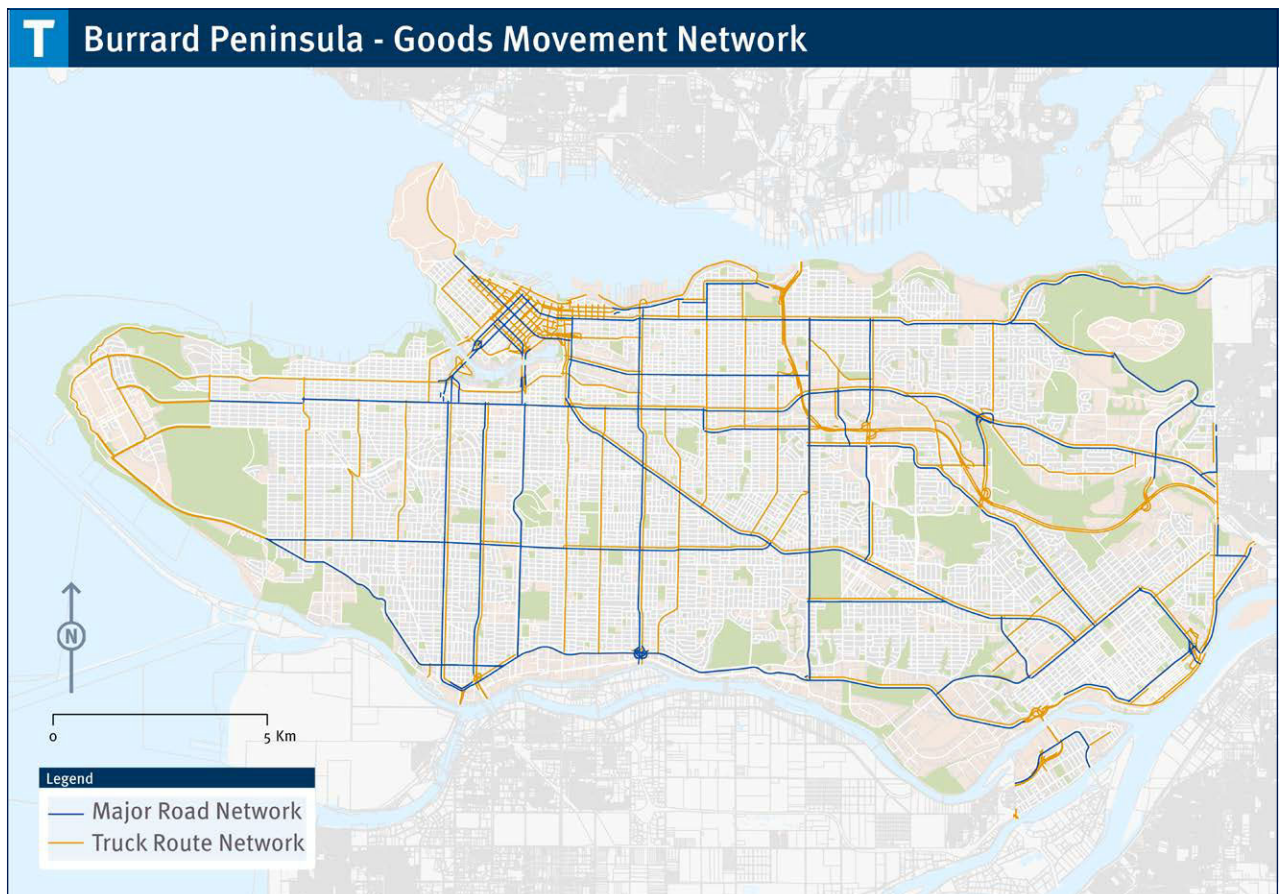 T Burrard Peninsula - Goods Movement Network
N
0 5 Km
Legend
Major Road Network
Truck Route Network